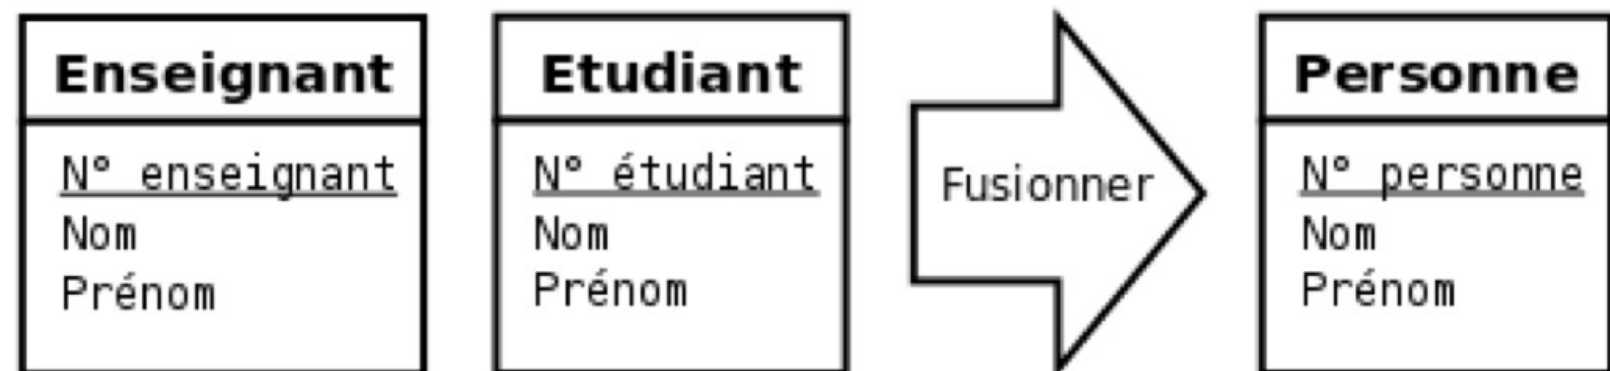 Enseignant
N° enseignant
Nom
Prénom
Etudiant
N° étudiant
Nom
Prénom
Fusionner
Personne
N° personne
Nom
Prénom